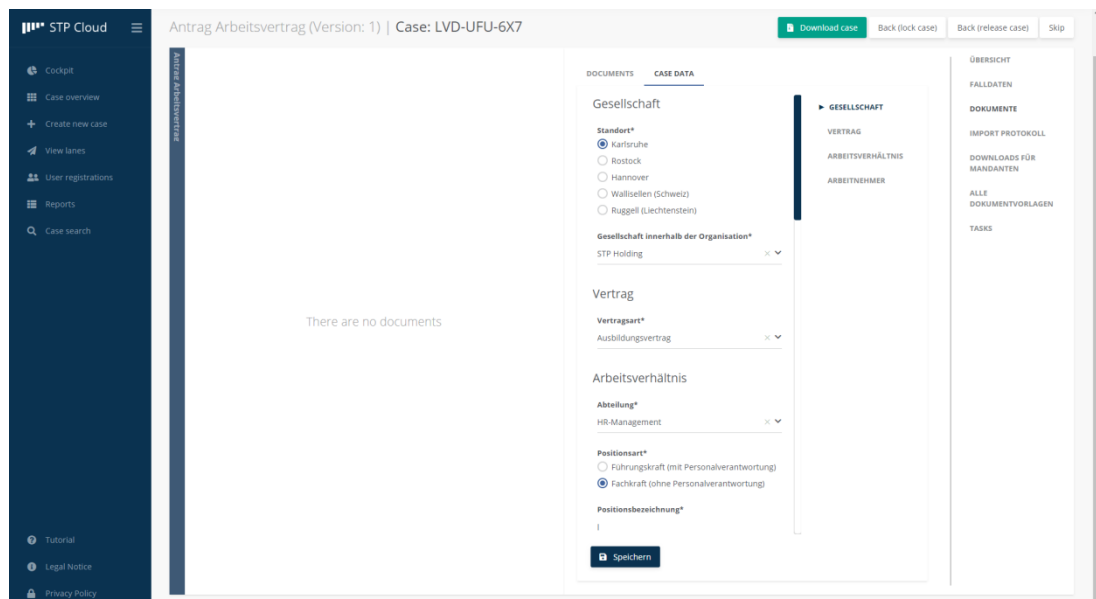 STP Cloud
Cockpit
Case overview
Create new case
View lanes
User registrations
Reports
Case search
Tutorial
Legal Notice
Privacy Policy
Antrag Arbeitsvertrag (Version: 1) | Case: LVD-UFU-6X7
Download case
Back (lock case)
Back (release case)
Skip
Antrae Arbeitsvertrae
There are no documents
DOCUMENTS
CASE DATA
Gesellschaft
Standort*
Karlsruhe
Rostock
Hannover
Wallisellen (Schweiz)
Ruggell (Liechtenstein)
Gesellschaft innerhalb der Organisation*
STP Holding
Vertrag
Vertragsart*
Ausbildungsvertrag
Arbeitsverhältnis
Abteilung*
HR-Management
Positionsart*
Führungskraft (mit Personalverantwortung)
Fachkraft (ohne Personalverantwortung)
Positionsbezeichnung*
I
Speichern
GESELLSCHAFT
VERTRAG
ARBEITSVERHÄLTNIS
ARBEITNEHMER
ÜBERSICHT
FALLDATEN
DOKUMENTE
IMPORT PROTOKOLL
DOWNLOADS FÜR
MANDANTEN
ALLE
DOKUMENTVORLAGEN
TASKS